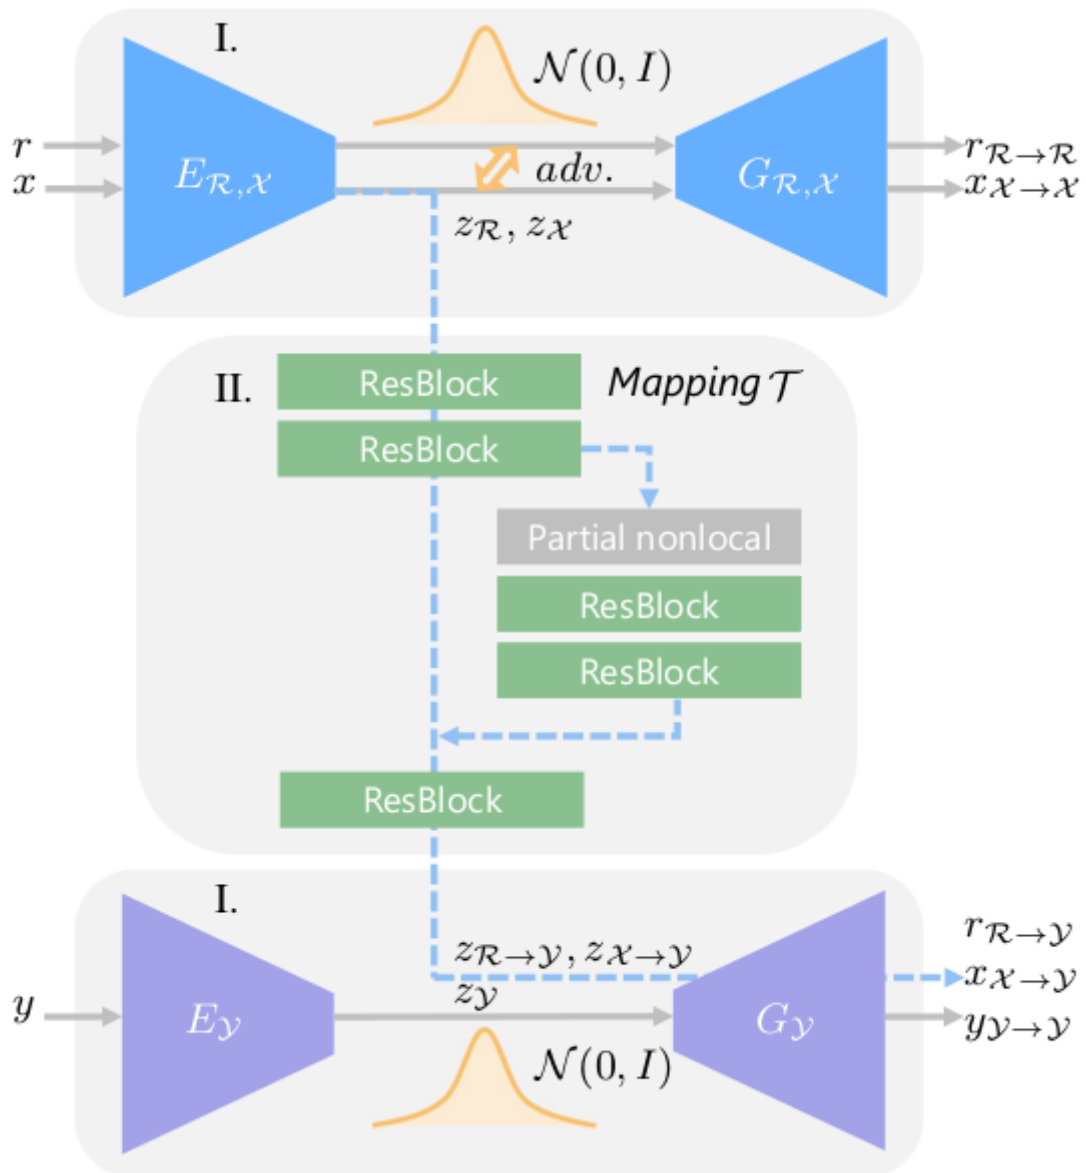 I.
𝒩(0, I)
r
x
E_{ℛ,𝒳}
adv.
G_{ℛ,𝒳}
r_{ℛ→ℛ}
x_{𝒳→𝒳}
z_ℛ, z_𝒳
II.
ResBlock
Mapping 𝒯
ResBlock
Partial nonlocal
ResBlock
ResBlock
ResBlock
I.
z_{ℛ→𝒴}, z_{𝒳→𝒴}
r_{ℛ→𝒴}
x_{𝒳→𝒴}
y
E_𝒴
z_𝒴
G_𝒴
y_{𝒴→𝒴}
𝒩(0, I)